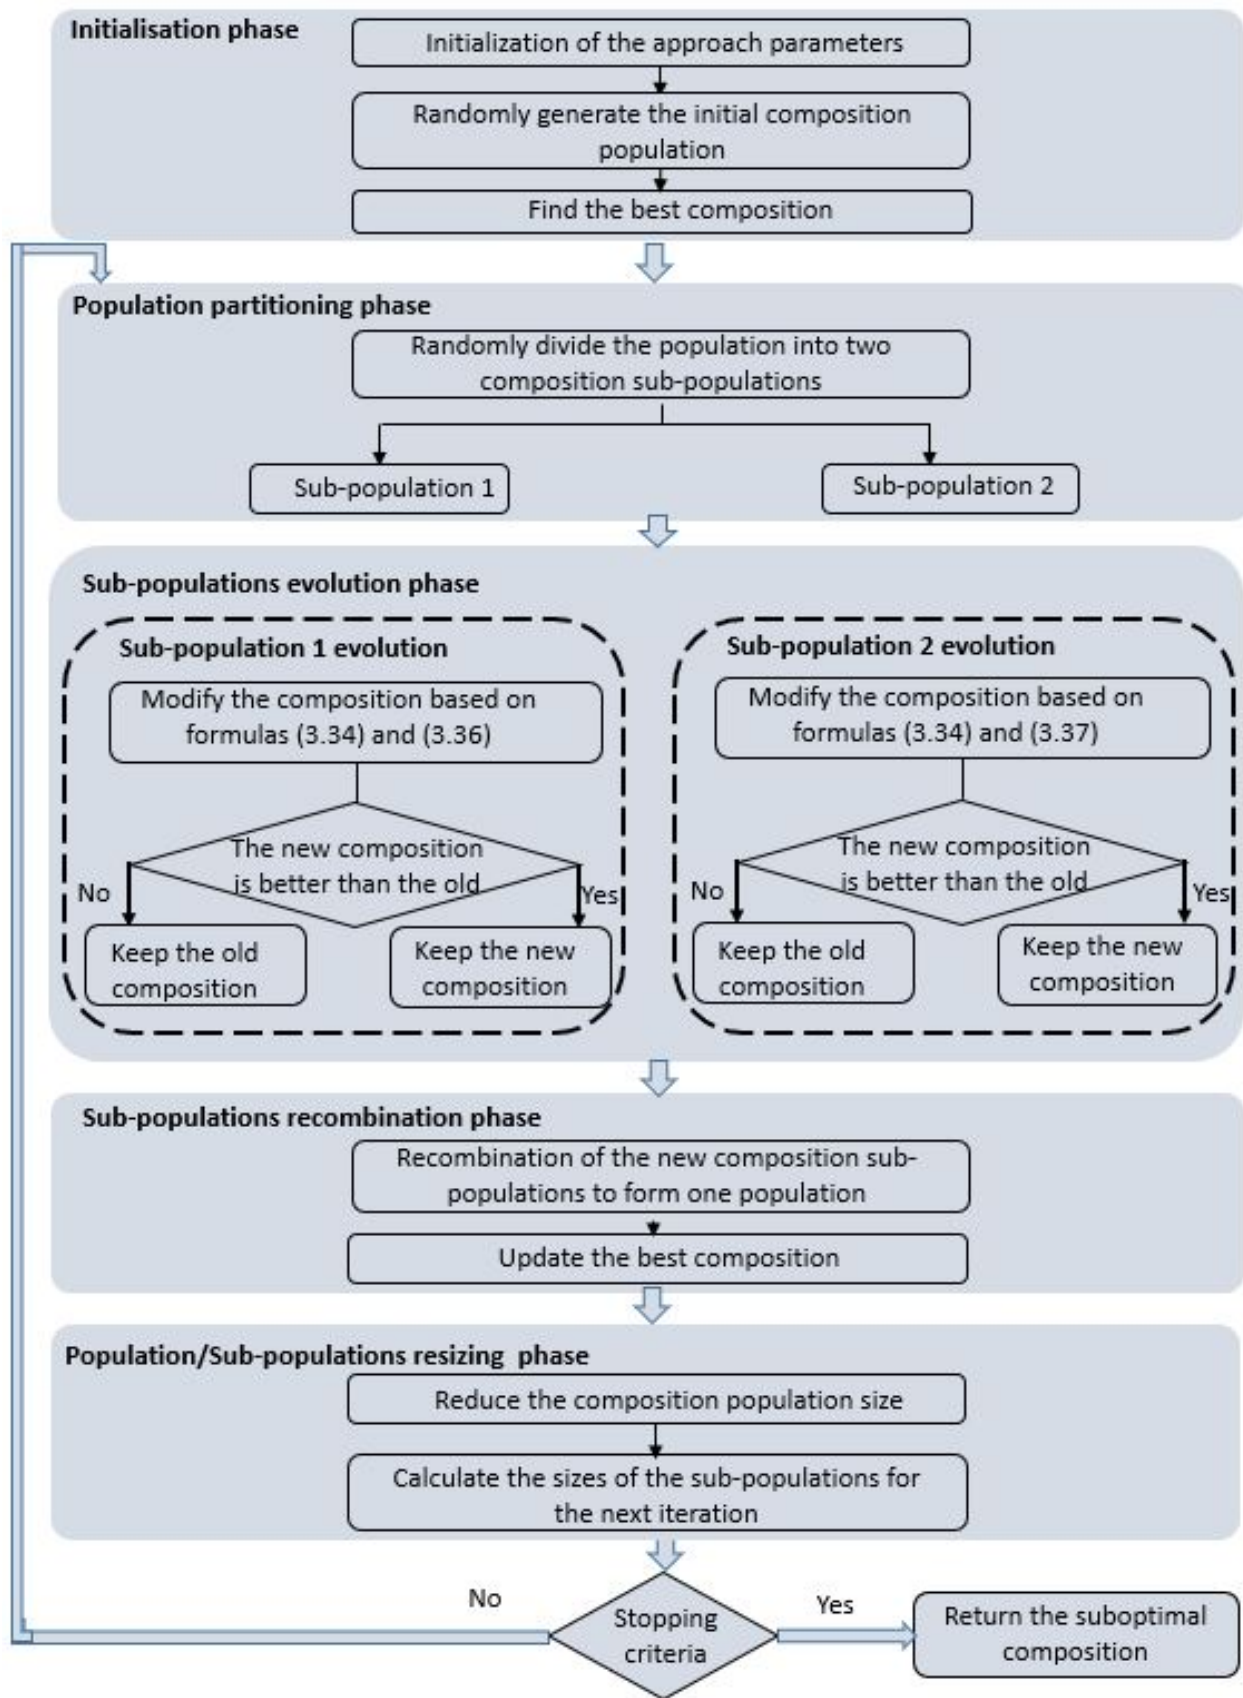 Initialisation phase
Initialization of the approach parameters
Randomly generate the initial composition
population
Find the best composition
Population partitioning phase
Randomly divide the population into two
composition sub-populations
Sub-population 1
Sub-population 2
Sub-populations evolution phase
Sub-population 1 evolution
Modify the composition based on
formulas (3.34) and (3.36)
The new composition
is better than the old
No
Yes
Keep the old
composition
Keep the new
composition
Sub-population 2 evolution
Modify the composition based on
formulas (3.34) and (3.37)
The new composition
is better than the old
No
Yes
Keep the old
composition
Keep the new
composition
Sub-populations recombination phase
Recombination of the new composition sub-
populations to form one population
Update the best composition
Population/Sub-populations resizing phase
Reduce the composition population size
Calculate the sizes of the sub-populations for
the next iteration
No
Stopping
criteria
Yes
Return the suboptimal
composition